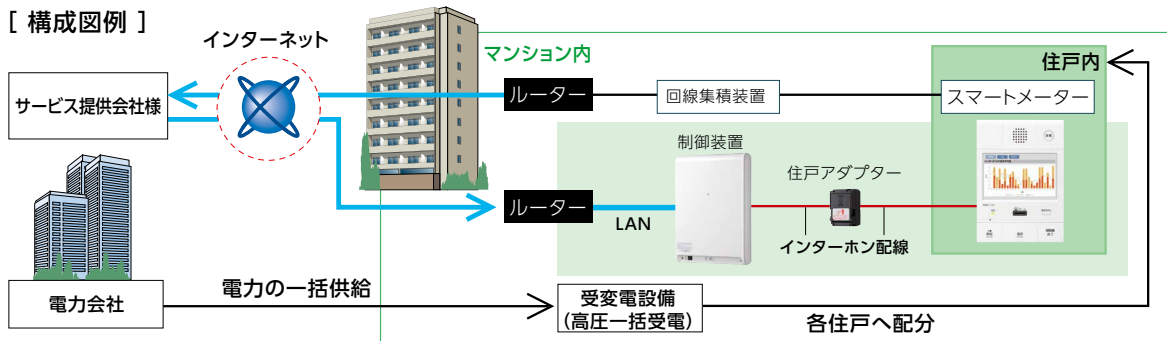 [ 構成図例 ]
インターネット
マンション内
住戸内
サービス提供会社様
ルーター
回線集積装置
スマートメーター
制御装置
住戸アダプター
ルーター
LAN
インターホン配線
電力会社
電力の一括供給
受変電設備
(高圧一括受電)
各住戸へ配分